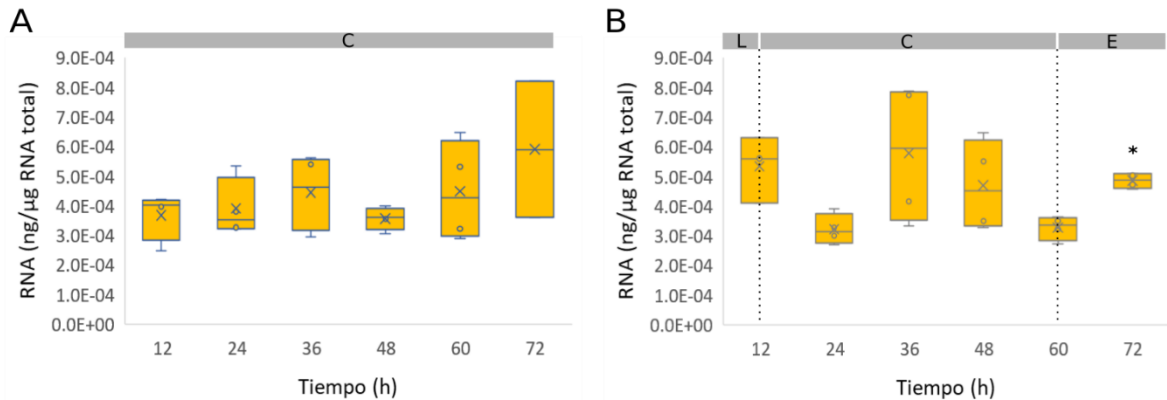 A
C
RNA (ng/µg RNA total)
9.0E-04
8.0E-04
7.0E-04
6.0E-04
5.0E-04
4.0E-04
3.0E-04
2.0E-04
1.0E-04
0.0E+00
12 24 36 48 60 72
Tiempo (h)
B
L C E
RNA (ng/µg RNA total)
9.0E-04
8.0E-04
7.0E-04
6.0E-04
5.0E-04
4.0E-04
3.0E-04
2.0E-04
1.0E-04
0.0E+00
*
12 24 36 48 60 72
Tiempo (h)